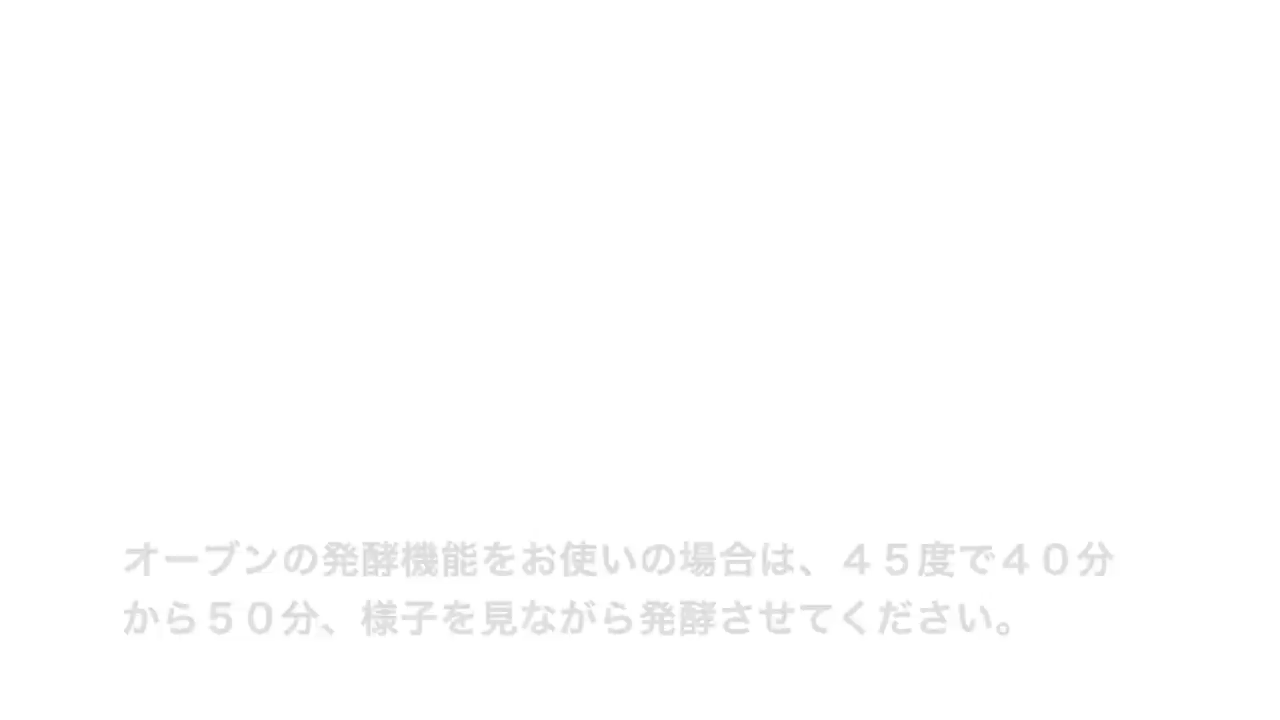 オーブンの発酵機能をお使いの場合は、４５度で４０分
から５０分、様子を見ながら発酵させてください。